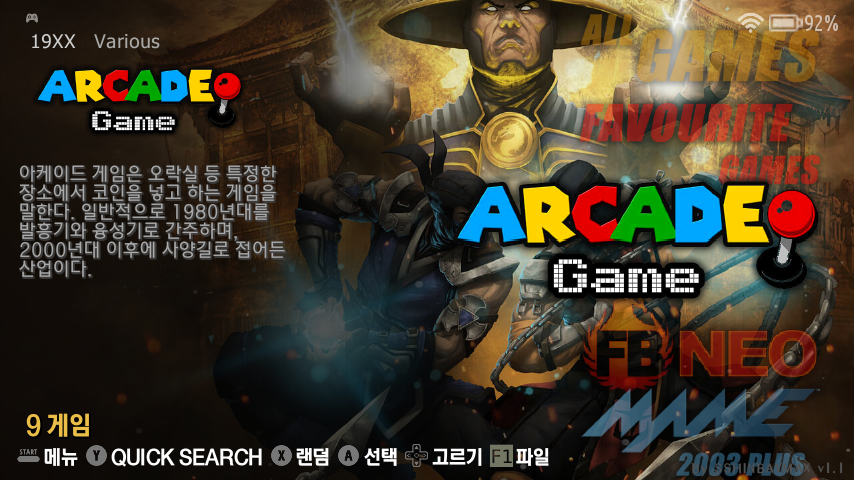 92%
19XX Various
ARCADE
Game
아케이드 게임은 오락실 등 특정한
장소에서 코인을 넣고 하는 게임을
말한다. 일반적으로 1980년대를
발흥기와 융성기로 간주하며,
2000년대 이후에 사양길로 접어든
산업이다.
ALL
GAMES
FAVOURITE
GAMES
ARCADE
Game
FB NEO
MAME
2003 PLUS
v1.1
9 게임
START 메뉴 Y QUICK SEARCH X 랜덤 A 선택 고르기 F1 파일